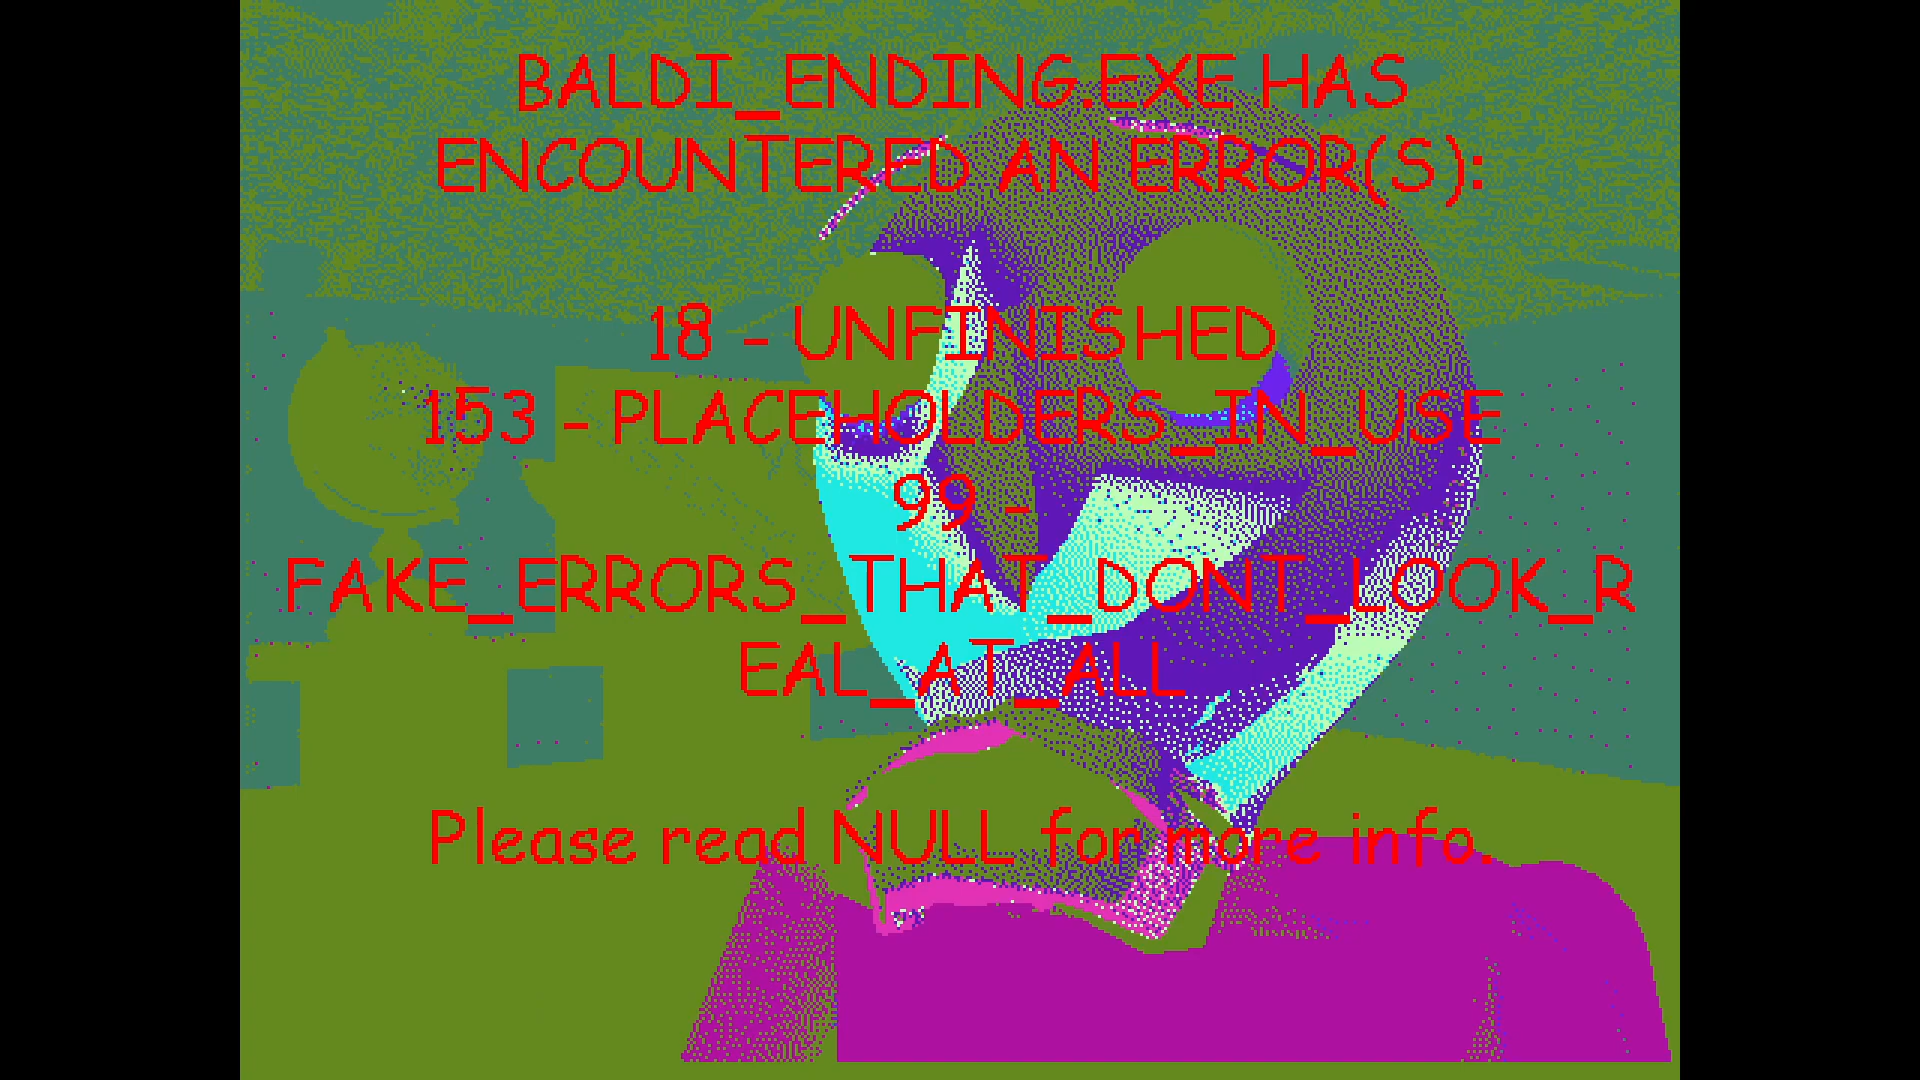 BALDI_ENDING.EXE HAS
ENCOUNTERED AN ERROR(S):
18 - UNFINISHED
153 - PLACEHOLDERS_IN_USE
99 -
FAKE_ERRORS_THAT_DONT_LOOK_R
EAL_AT_ALL
Please read NULL for more info.